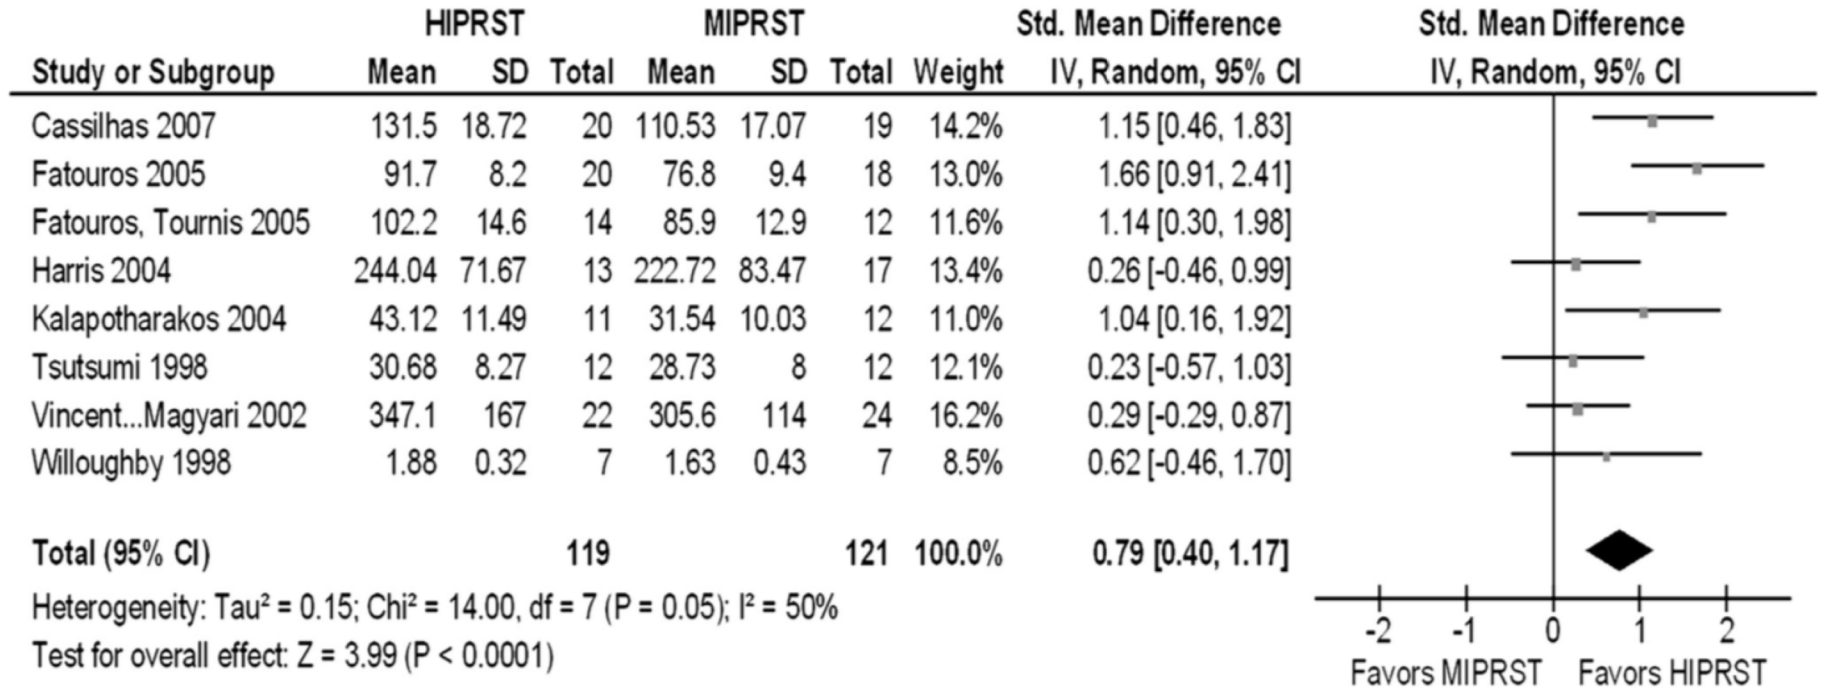 HIPRST MIPRST Std. Mean Difference Std. Mean Difference
Study or Subgroup Mean SD Total Mean SD Total Weight IV, Random, 95% CI IV, Random, 95% CI
Cassilhas 2007 131.5 18.72 20 110.53 17.07 19 14.2% 1.15 [0.46, 1.83]
Fatouros 2005 91.7 8.2 20 76.8 9.4 18 13.0% 1.66 [0.91, 2.41]
Fatouros, Tournis 2005 102.2 14.6 14 85.9 12.9 12 11.6% 1.14 [0.30, 1.98]
Harris 2004 244.04 71.67 13 222.72 83.47 17 13.4% 0.26 [-0.46, 0.99]
Kalapotharakos 2004 43.12 11.49 11 31.54 10.03 12 11.0% 1.04 [0.16, 1.92]
Tsutsumi 1998 30.68 8.27 12 28.73 8 12 12.1% 0.23 [-0.57, 1.03]
Vincent...Magyari 2002 347.1 167 22 305.6 114 24 16.2% 0.29 [-0.29, 0.87]
Willoughby 1998 1.88 0.32 7 1.63 0.43 7 8.5% 0.62 [-0.46, 1.70]
Total (95% CI) 119 121 100.0% 0.79 [0.40, 1.17]
Heterogeneity: Tau² = 0.15; Chi² = 14.00, df = 7 (P = 0.05); I² = 50%
Test for overall effect: Z = 3.99 (P < 0.0001)
-2 -1 0 1 2
Favors MIPRST Favors HIPRST